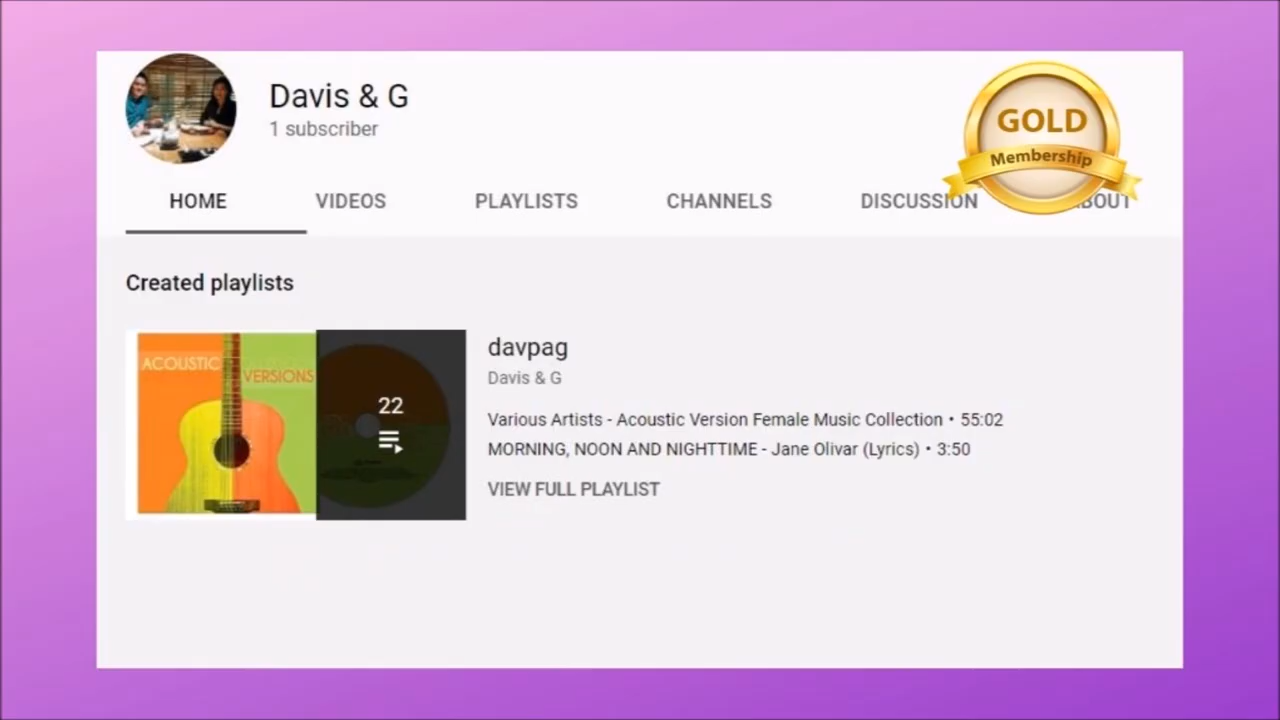 Davis & G
1 subscriber
GOLD
Membership
HOME VIDEOS PLAYLISTS CHANNELS DISCUSSION ABOUT
Created playlists
ACOUSTIC
VERSIONS
22
davpag
Davis & G
Various Artists - Acoustic Version Female Music Collection • 55:02
MORNING, NOON AND NIGHTTIME - Jane Olivar (Lyrics) • 3:50
VIEW FULL PLAYLIST